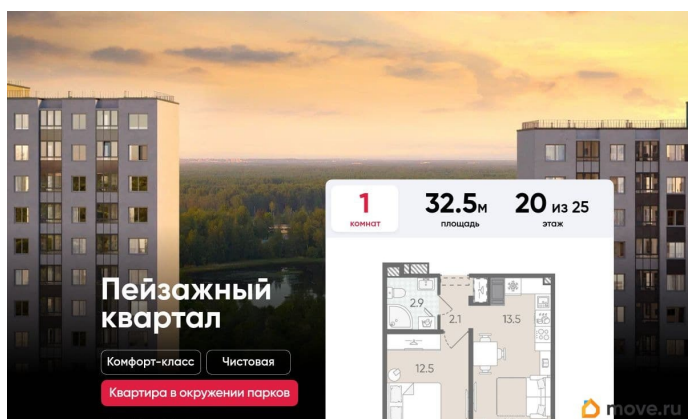 1
комнат
32.5м
площадь
20 из 25
этаж
Пейзажный
квартал
Комфорт-класс
Чистовая
Квартира в окружении парков
2.9
2.1
13.5
12.5
move.ru